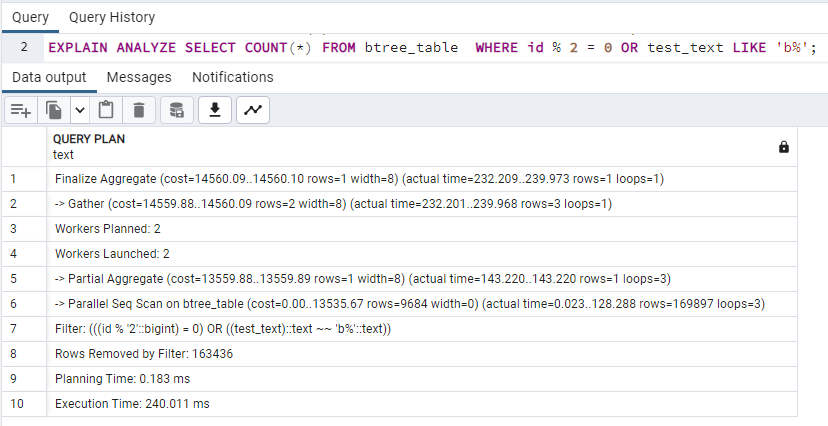 Query Query History
2 EXPLAIN ANALYZE SELECT COUNT(*) FROM btree_table  WHERE id % 2 = 0 OR test_text LIKE 'b%';
Data output Messages Notifications
QUERY PLAN
text
1 Finalize Aggregate (cost=14560.09..14560.10 rows=1 width=8) (actual time=232.209..239.973 rows=1 loops=1)
2 -> Gather (cost=14559.88..14560.09 rows=2 width=8) (actual time=232.201..239.968 rows=3 loops=1)
3 Workers Planned: 2
4 Workers Launched: 2
5 -> Partial Aggregate (cost=13559.88..13559.89 rows=1 width=8) (actual time=143.220..143.220 rows=1 loops=3)
6 -> Parallel Seq Scan on btree_table (cost=0.00..13535.67 rows=9684 width=0) (actual time=0.023..128.288 rows=169897 loops=3)
7 Filter: (((id % '2'::bigint) = 0) OR ((test_text)::text ~~ 'b%'::text))
8 Rows Removed by Filter: 163436
9 Planning Time: 0.183 ms
10 Execution Time: 240.011 ms